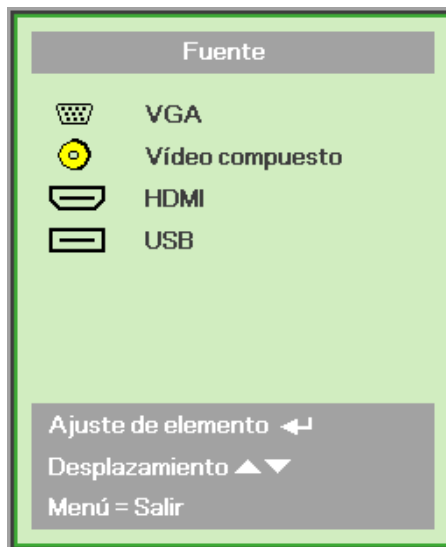 Fuente
VGA
Vídeo compuesto
HDMI
USB
Ajuste de elemento
Desplazamiento
Menú = Salir